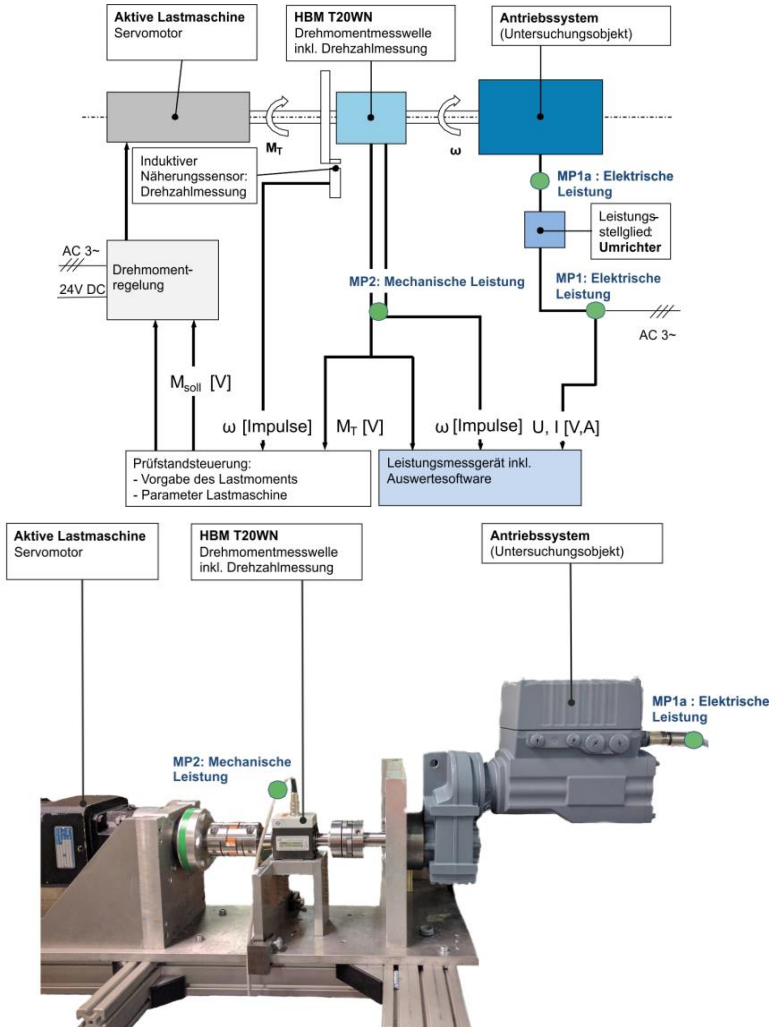 Aktive Lastmaschine
Servomotor
HBM T20WN
Drehmomentmesswelle
inkl. Drehzahlmessung
Antriebssystem
(Untersuchungsobjekt)
M_T
ω
Induktiver
Näherungssensor:
Drehzahlmessung
MP1a : Elektrische
Leistung
Leistungs-
stellglied:
Umrichter
AC 3~
24V DC
Drehmoment-
regelung
MP2: Mechanische Leistung
MP1: Elektrische
Leistung
AC 3~
M_soll [V]
ω [Impulse]
M_T [V]
ω [Impulse]
U, I [V,A]
Prüfstandsteuerung:
- Vorgabe des Lastmoments
- Parameter Lastmaschine
Leistungsmessgerät inkl.
Auswertesoftware
Aktive Lastmaschine
Servomotor
HBM T20WN
Drehmomentmesswelle
inkl. Drehzahlmessung
Antriebssystem
(Untersuchungsobjekt)
MP1a : Elektrische
Leistung
MP2: Mechanische
Leistung